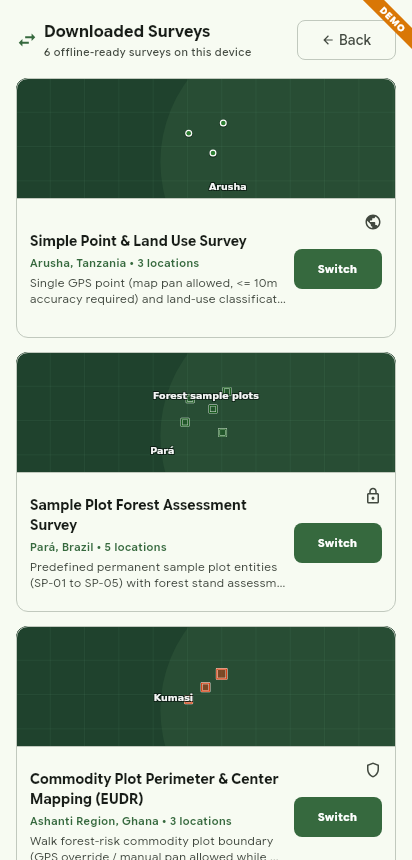 Downloaded Surveys
6 offline-ready surveys on this device
← Back
DEMO
Arusha
Simple Point & Land Use Survey
Arusha, Tanzania • 3 locations
Single GPS point (map pan allowed, <= 10m
accuracy required) and land-use classificat...
Switch
Forest sample plots
Pará
Sample Plot Forest Assessment
Survey
Pará, Brazil • 5 locations
Predefined permanent sample plot entities
(SP-01 to SP-05) with forest stand assessm...
Switch
Kumasi
Commodity Plot Perimeter & Center
Mapping (EUDR)
Ashanti Region, Ghana • 3 locations
Walk forest-risk commodity plot boundary
(GPS override / manual pan allowed while ...
Switch